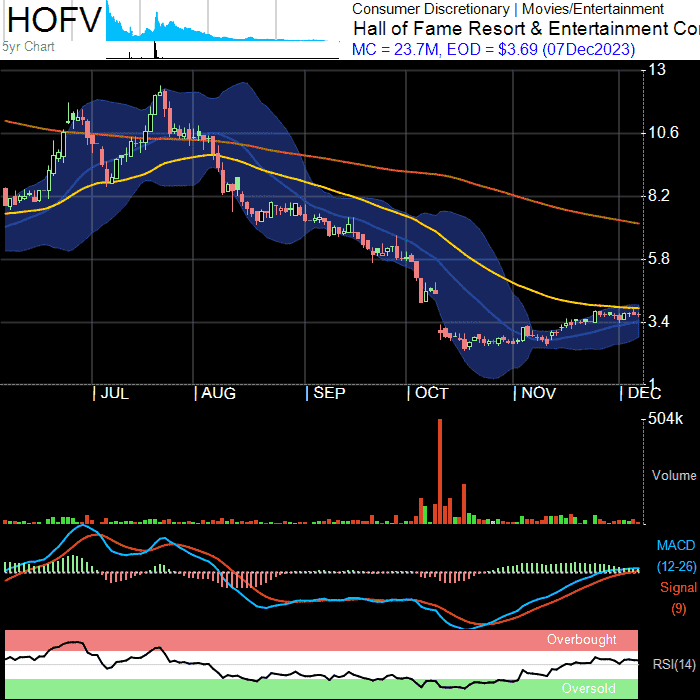 HOFV
5yr Chart
Consumer Discretionary | Movies/Entertainment
Hall of Fame Resort & Entertainment Co
MC = 23.7M, EOD = $3.69 (07Dec2023)
13
10.6
8.2
5.8
3.4
1
| JUL | AUG | SEP | OCT | NOV | DEC
504k
Volume
MACD
(12-26)
Signal
(9)
Overbought
RSI(14)
Oversold